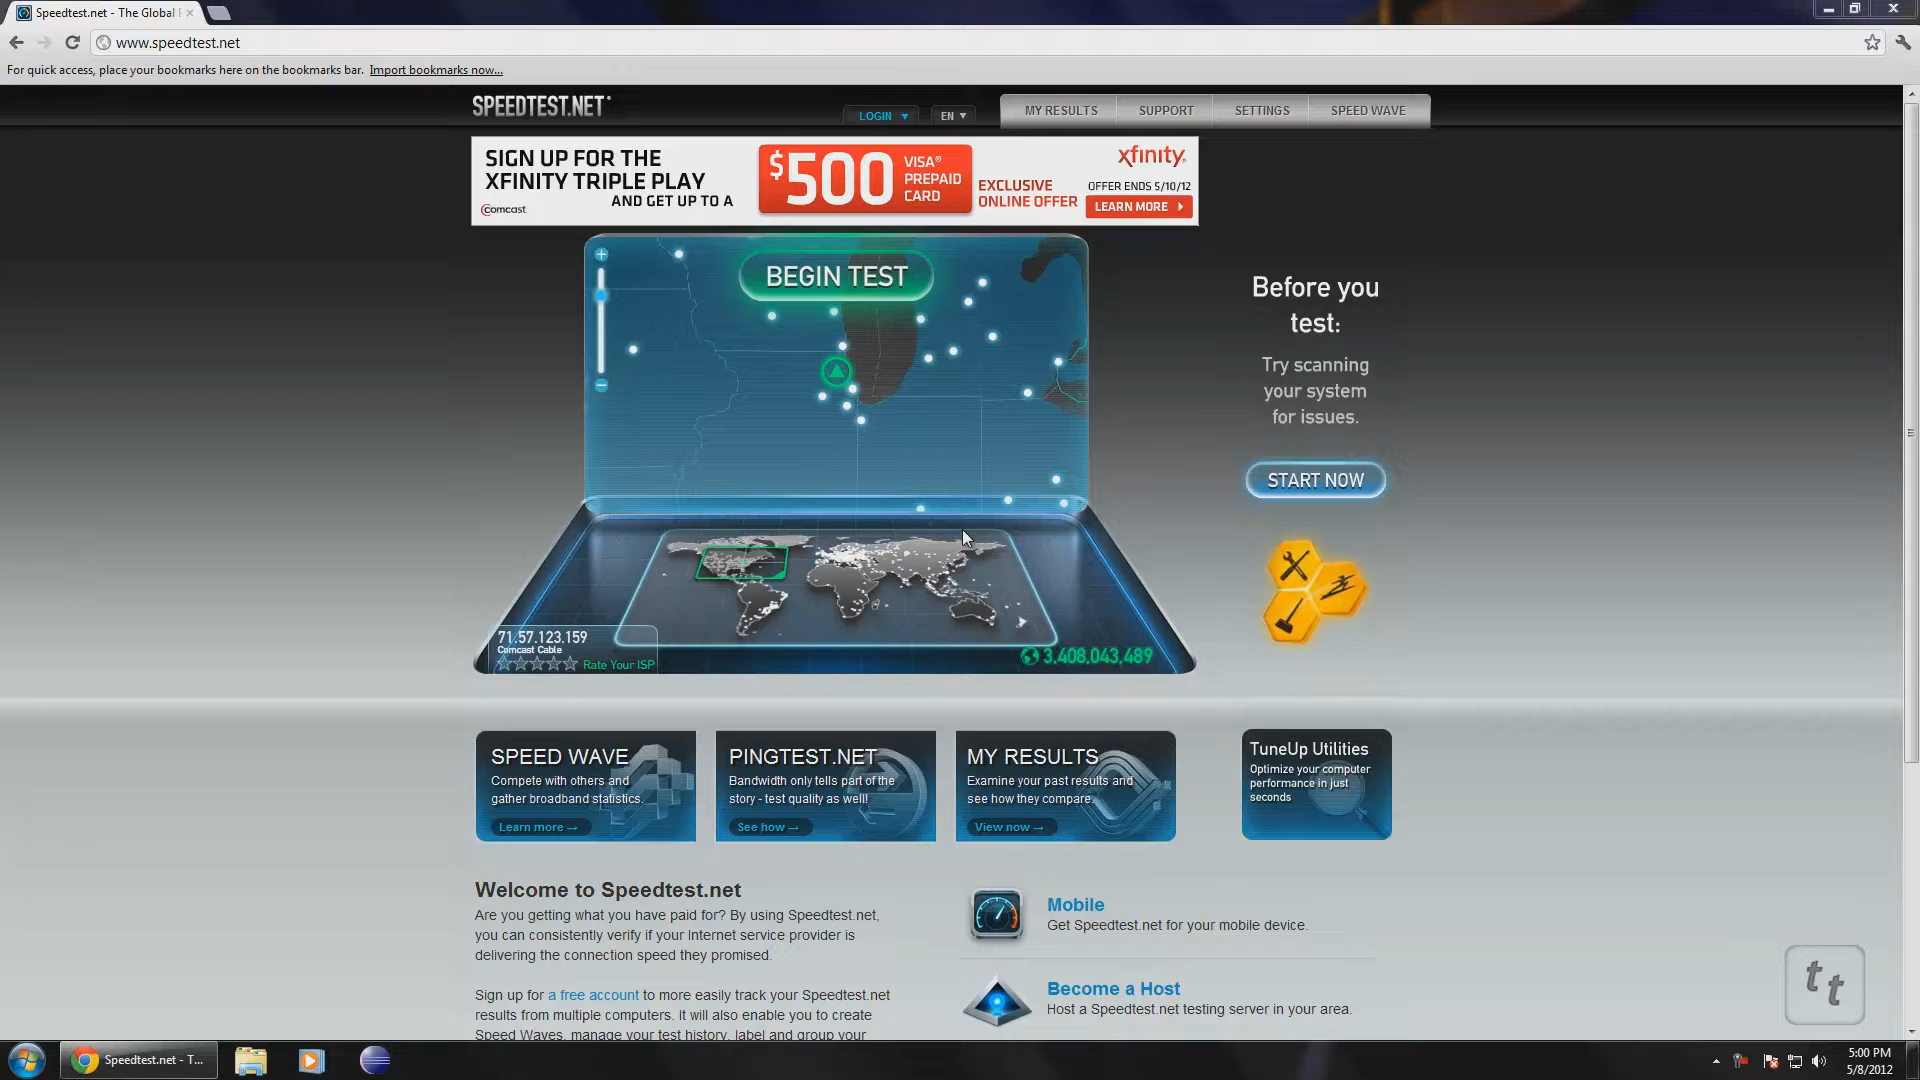 Speedtest.net - The Global
www.speedtest.net
For quick access, place your bookmarks here on the bookmarks bar. Import bookmarks now...
SPEEDTEST.NET
LOGIN
EN
MY RESULTS
SUPPORT
SETTINGS
SPEED WAVE
SIGN UP FOR THE
XFINITY TRIPLE PLAY
AND GET UP TO A
Comcast
$500
VISA®
PREPAID
CARD
EXCLUSIVE
ONLINE OFFER
xfinity
OFFER ENDS 5/10/12
LEARN MORE
BEGIN TEST
Before you
test:
Try scanning
your system
for issues.
START NOW
71.57.123.159
Comcast Cable
Rate Your ISP
3,408,043,489
SPEED WAVE
Compete with others and
gather broadband statistics.
Learn more →
PINGTEST.NET
Bandwidth only tells part of the
story - test quality as well!
See how →
MY RESULTS
Examine your past results and
see how they compare.
View now →
TuneUp Utilities
Optimize your computer
performance in just
seconds
Welcome to Speedtest.net
Are you getting what you have paid for? By using Speedtest.net,
you can consistently verify if your Internet service provider is
delivering the connection speed they promised.
Sign up for a free account to more easily track your Speedtest.net
results from multiple computers. It will also enable you to create
Speed Waves, manage your test history, label and group your
Mobile
Get Speedtest.net for your mobile device.
Become a Host
Host a Speedtest.net testing server in your area.
tt
Speedtest.net - T...
5:00 PM
5/8/2012